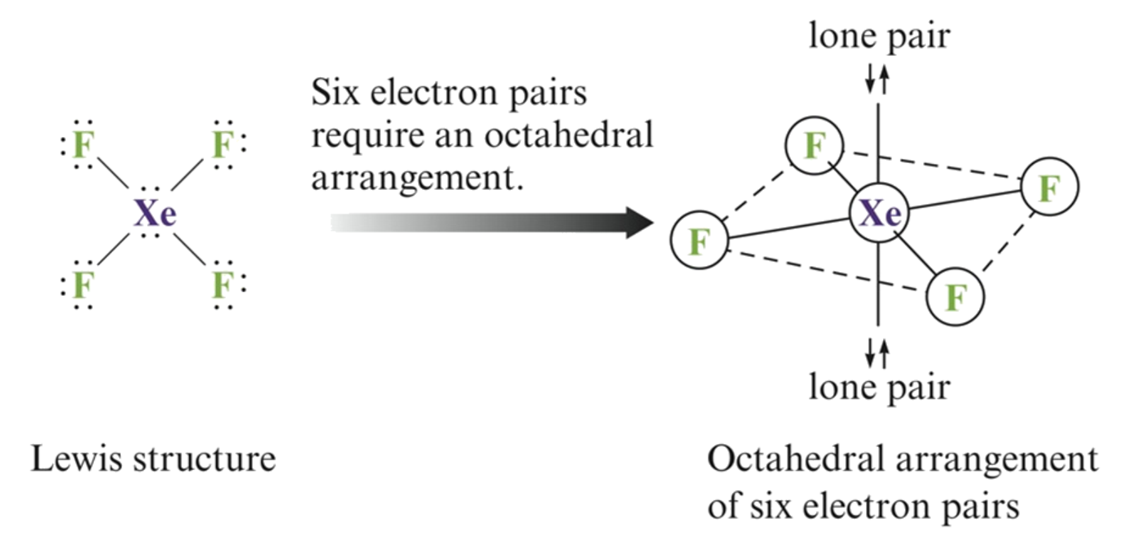 :F
F:
Xe
:F
F:
Lewis structure
Six electron pairs
require an octahedral
arrangement.
lone pair
F
F
Xe
F
F
lone pair
Octahedral arrangement
of six electron pairs